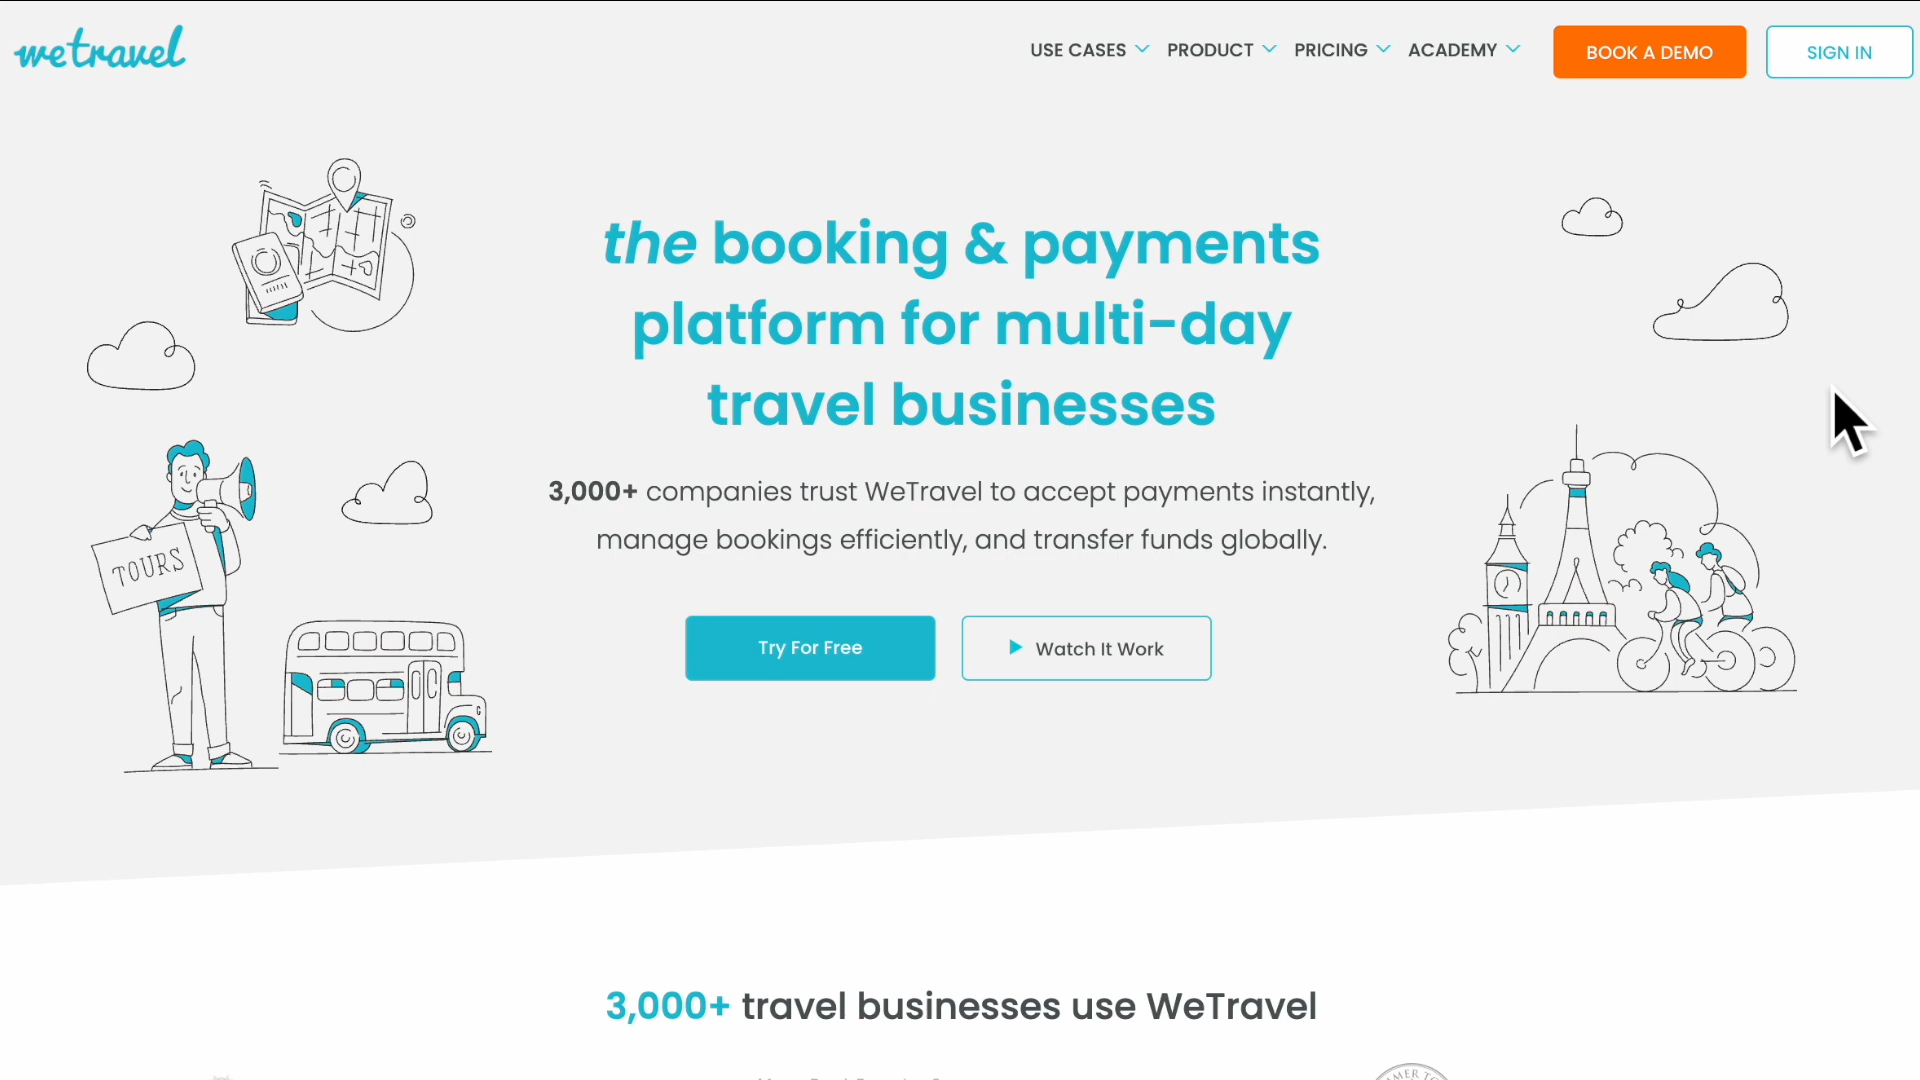 wetravel
USE CASES
PRODUCT
PRICING
ACADEMY
BOOK A DEMO
SIGN IN
the booking & payments
platform for multi-day
travel businesses
3,000+ companies trust WeTravel to accept payments instantly,
manage bookings efficiently, and transfer funds globally.
TOURS
Try For Free
Watch It Work
3,000+ travel businesses use WeTravel